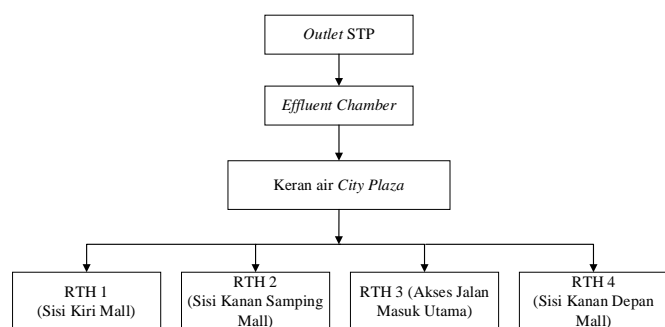 Outlet STP
Effluent Chamber
Keran air City Plaza
RTH 1
(Sisi Kiri Mall)
RTH 2
(Sisi Kanan Samping
Mall)
RTH 3 (Akses Jalan
Masuk Utama)
RTH 4
(Sisi Kanan Depan
Mall)